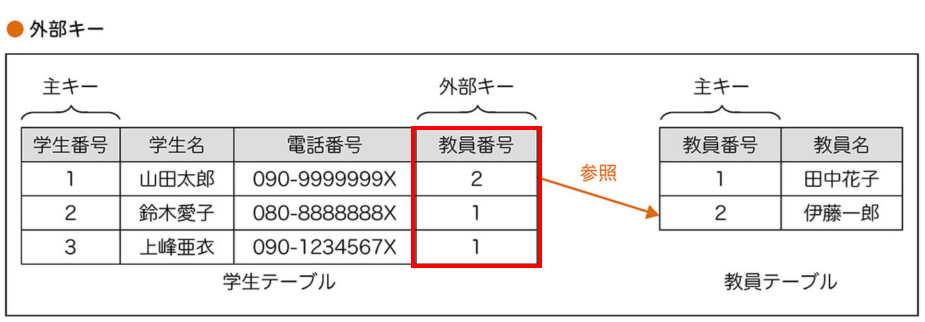 ● 外部キー
主キー 外部キー 主キー
学生番号 学生名 電話番号 教員番号 教員番号 教員名
1 山田太郎 090-9999999X 2 参照 1 田中花子
2 鈴木愛子 080-8888888X 1 2 伊藤一郎
3 上峰亜衣 090-1234567X 1
学生テーブル 教員テーブル